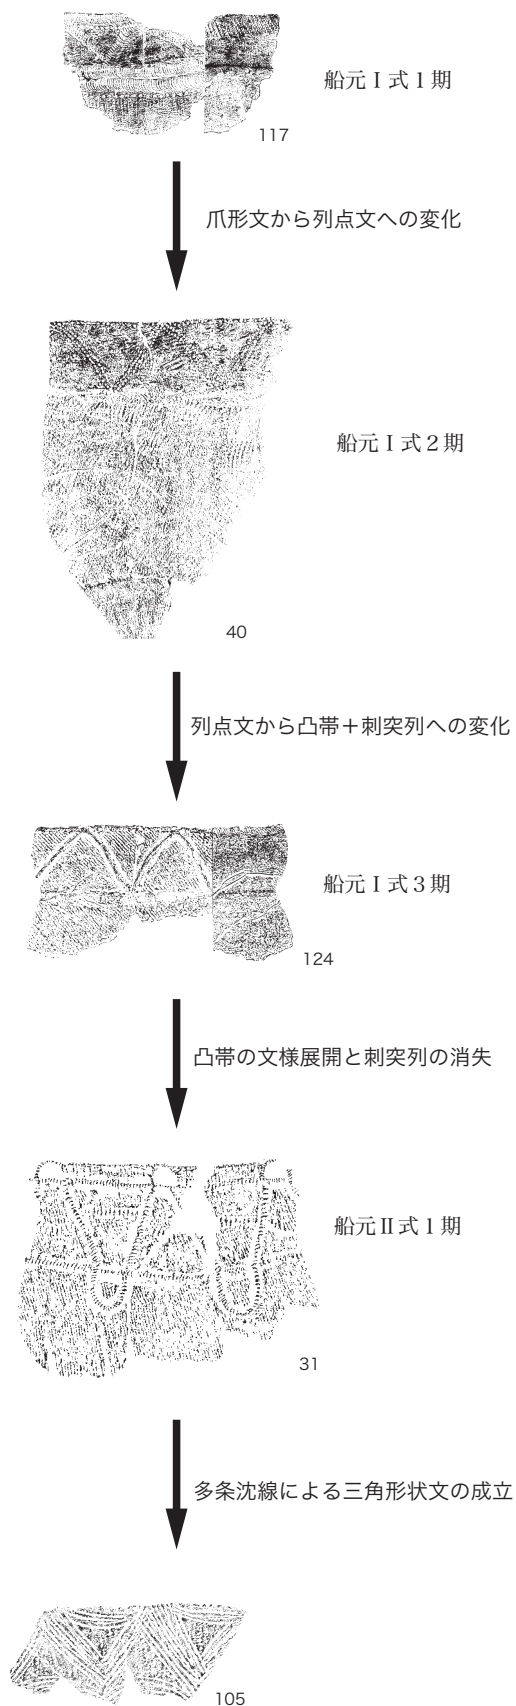 船元Ⅰ式1期
117
爪形文から列点文への変化
船元Ⅰ式2期
40
列点文から凸帯＋刺突列への変化
船元Ⅰ式3期
124
凸帯の文様展開と刺突列の消失
船元Ⅱ式1期
31
多条沈線による三角形状文の成立
105